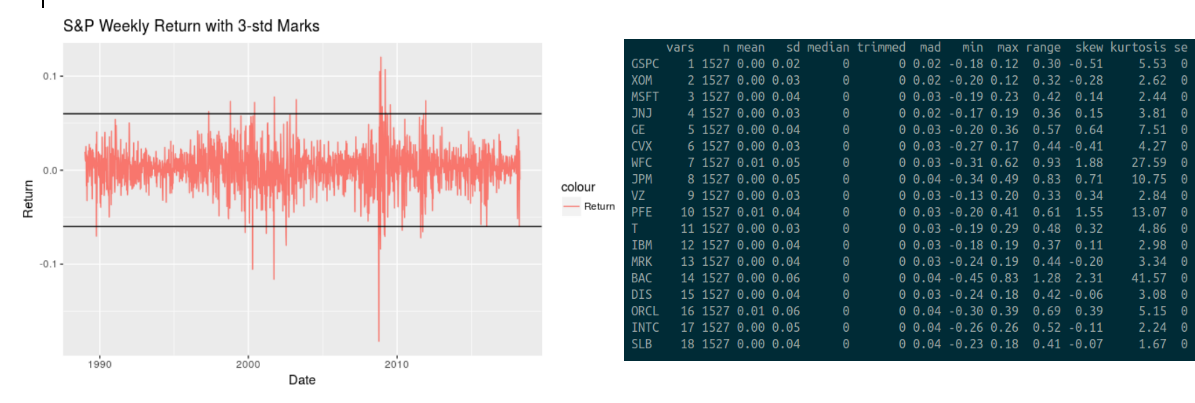 S&P Weekly Return with 3-std Marks
0.1
0.0
-0.1
Return
1990 2000 2010
Date
colour
Return
vars n mean sd median trimmed mad min max range skew kurtosis se
GSPC 1 1527 0.00 0.02 0 0 0.02 -0.18 0.12 0.30 -0.51 5.53 0
XOM 2 1527 0.00 0.03 0 0 0.02 -0.20 0.12 0.32 -0.28 2.62 0
MSFT 3 1527 0.00 0.04 0 0 0.03 -0.19 0.23 0.42 0.14 2.44 0
JNJ 4 1527 0.00 0.03 0 0 0.02 -0.17 0.19 0.36 0.15 3.81 0
GE 5 1527 0.00 0.04 0 0 0.03 -0.20 0.36 0.57 0.64 7.51 0
CVX 6 1527 0.00 0.03 0 0 0.03 -0.27 0.17 0.44 -0.41 4.27 0
WFC 7 1527 0.01 0.05 0 0 0.03 -0.31 0.62 0.93 1.88 27.59 0
JPM 8 1527 0.00 0.05 0 0 0.04 -0.34 0.49 0.83 0.71 10.75 0
VZ 9 1527 0.00 0.03 0 0 0.03 -0.13 0.20 0.33 0.34 2.84 0
PFE 10 1527 0.01 0.04 0 0 0.03 -0.20 0.41 0.61 1.55 13.07 0
T 11 1527 0.00 0.03 0 0 0.03 -0.19 0.29 0.48 0.32 4.86 0
IBM 12 1527 0.00 0.04 0 0 0.03 -0.18 0.19 0.37 0.11 2.98 0
MRK 13 1527 0.00 0.04 0 0 0.03 -0.24 0.19 0.44 -0.20 3.34 0
BAC 14 1527 0.00 0.06 0 0 0.04 -0.45 0.83 1.28 2.31 41.57 0
DIS 15 1527 0.00 0.04 0 0 0.03 -0.24 0.18 0.42 -0.06 3.08 0
ORCL 16 1527 0.01 0.06 0 0 0.04 -0.30 0.39 0.69 0.39 5.15 0
INTC 17 1527 0.00 0.05 0 0 0.04 -0.26 0.26 0.52 -0.11 2.24 0
SLB 18 1527 0.00 0.04 0 0 0.04 -0.23 0.18 0.41 -0.07 1.67 0